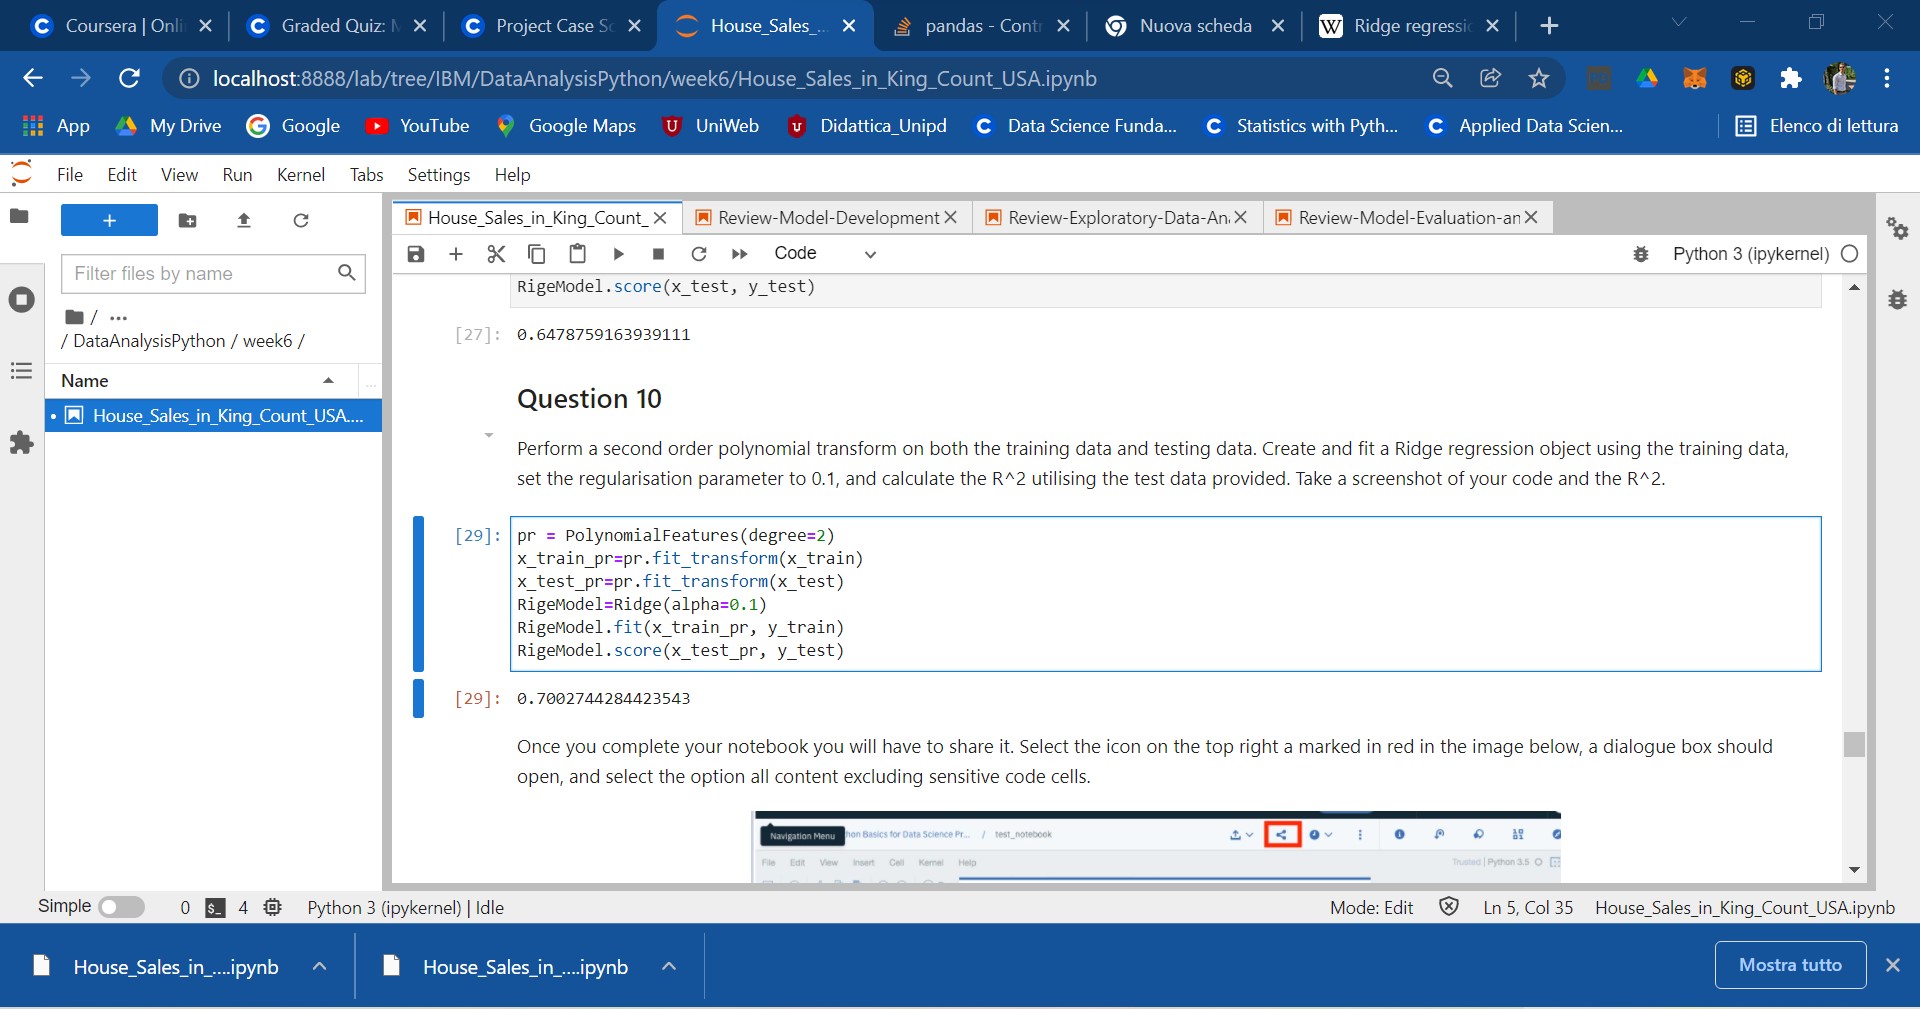 Coursera | Onli
Graded Quiz: M
Project Case Sc
House_Sales_...
pandas - Contr
Nuova scheda
Ridge regressic
localhost:8888/lab/tree/IBM/DataAnalysisPython/week6/House_Sales_in_King_Count_USA.ipynb
App
My Drive
Google
YouTube
Google Maps
UniWeb
Didattica_Unipd
Data Science Funda...
Statistics with Pyth...
Applied Data Scien...
Elenco di lettura
File Edit View Run Kernel Tabs Settings Help
House_Sales_in_King_Count_
Review-Model-Development
Review-Exploratory-Data-Ana
Review-Model-Evaluation-an
Code
Python 3 (ipykernel)
Filter files by name
/ ...
/ DataAnalysisPython / week6 /
Name
House_Sales_in_King_Count_USA....
RigeModel.score(x_test, y_test)
[27]: 0.6478759163939111
Question 10
Perform a second order polynomial transform on both the training data and testing data. Create and fit a Ridge regression object using the training data,
set the regularisation parameter to 0.1, and calculate the R^2 utilising the test data provided. Take a screenshot of your code and the R^2.
[29]: pr = PolynomialFeatures(degree=2)
x_train_pr=pr.fit_transform(x_train)
x_test_pr=pr.fit_transform(x_test)
RigeModel=Ridge(alpha=0.1)
RigeModel.fit(x_train_pr, y_train)
RigeModel.score(x_test_pr, y_test)
[29]: 0.7002744284423543
Once you complete your notebook you will have to share it. Select the icon on the top right a marked in red in the image below, a dialogue box should
open, and select the option all content excluding sensitive code cells.
Navigation Menu
hon Basics for Data Science Pr... / test_notebook
File Edit View Insert Cell Kernel Help
Trusted | Python 3.5
Simple
0
4
Python 3 (ipykernel) | Idle
Mode: Edit
Ln 5, Col 35
House_Sales_in_King_Count_USA.ipynb
House_Sales_in_....ipynb
House_Sales_in_....ipynb
Mostra tutto